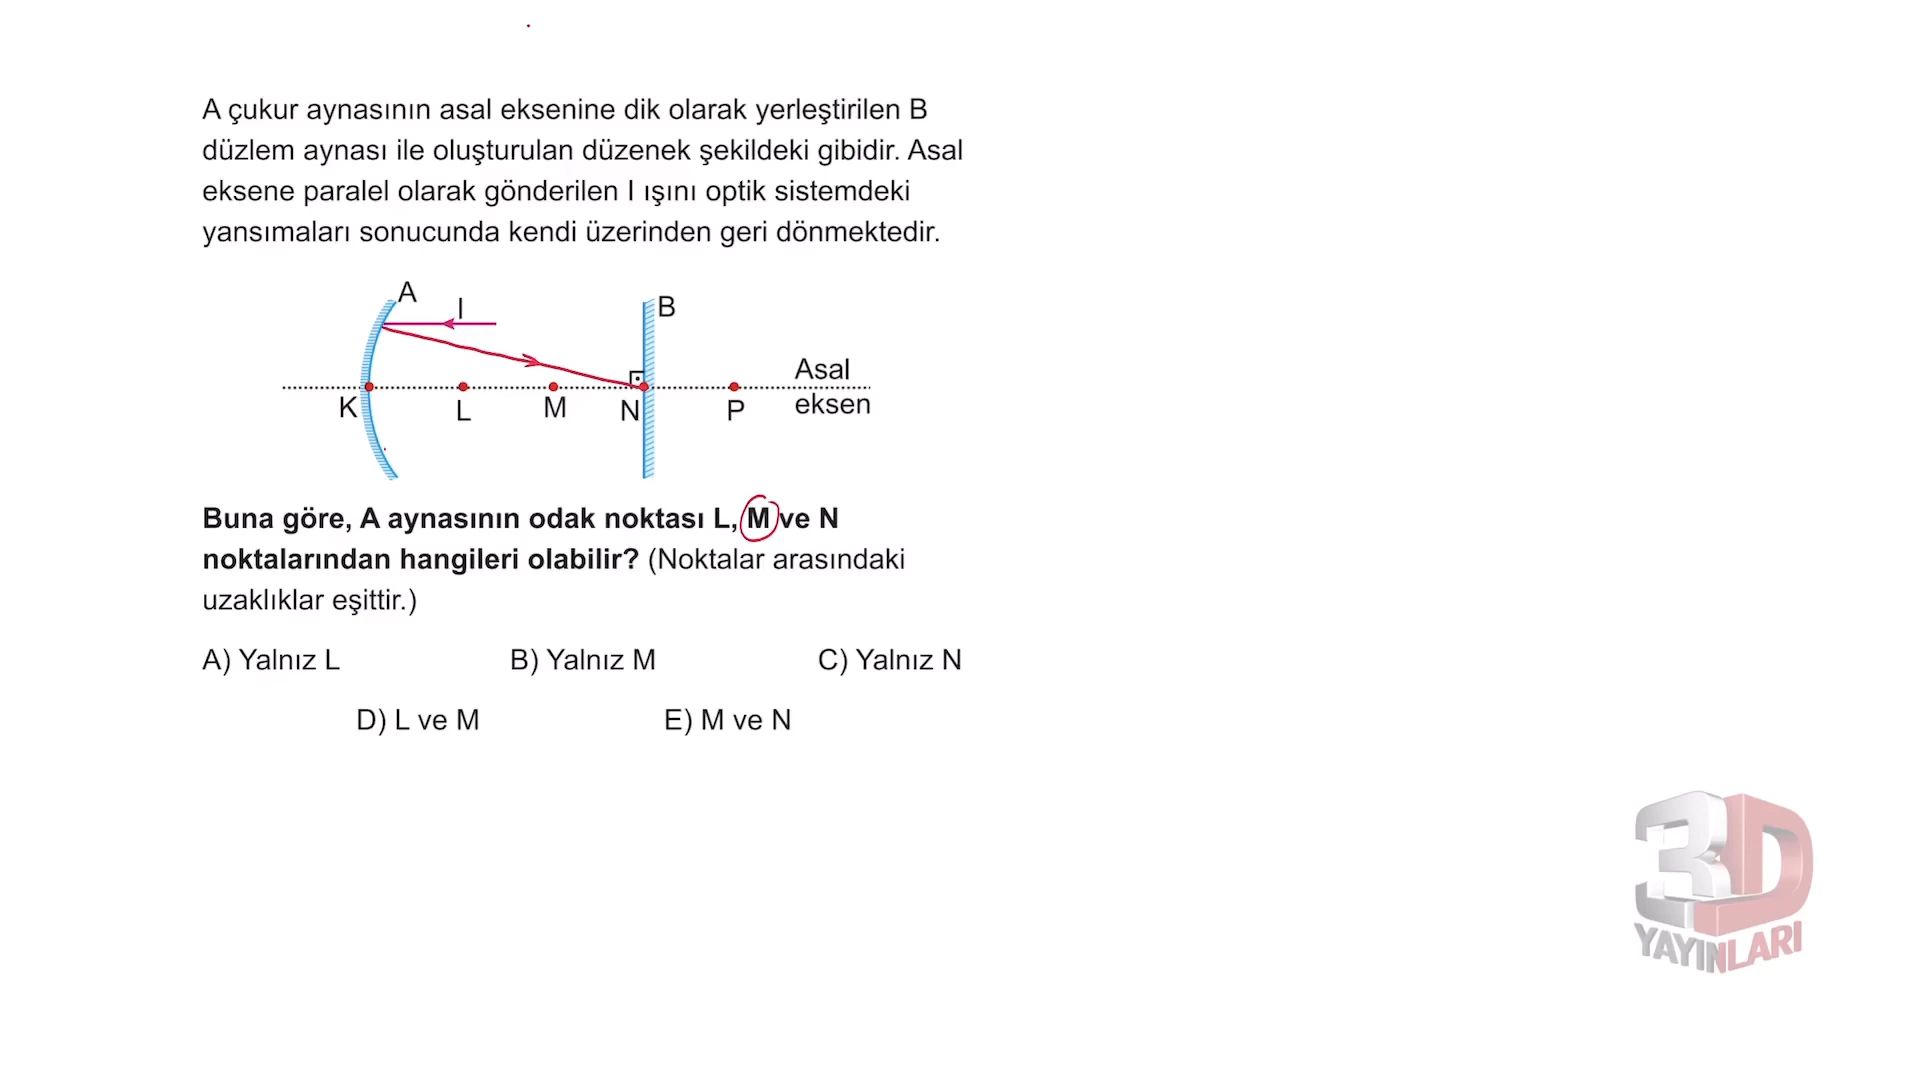 A çukur aynasının asal eksenine dik olarak yerleştirilen B
düzlem aynası ile oluşturulan düzenek şekildeki gibidir. Asal
eksene paralel olarak gönderilen I ışını optik sistemdeki
yansımaları sonucunda kendi üzerinden geri dönmektedir.
A
I
B
Asal
eksen
K
L
M
N
P
Buna göre, A aynasının odak noktası L, M ve N
noktalarından hangileri olabilir? (Noktalar arasındaki
uzaklıklar eşittir.)
A) Yalnız L
B) Yalnız M
C) Yalnız N
D) L ve M
E) M ve N
3D
YAYINLARI